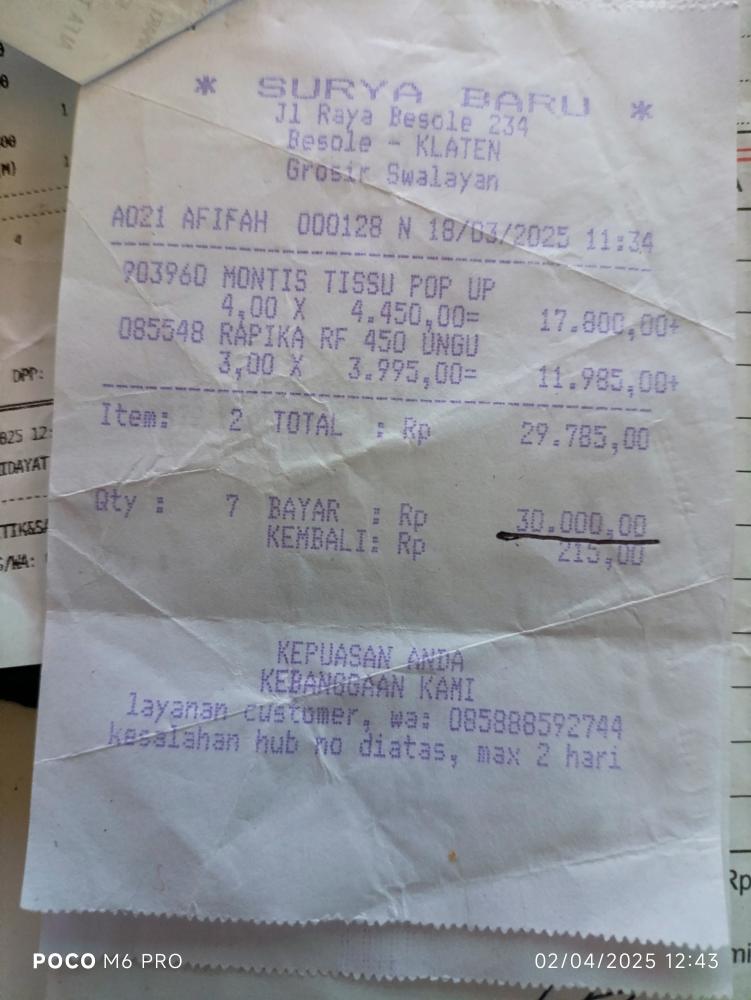 * SURYA BARU *
Jl Raya Besole 234
Besole - KLATEN
Grosir Swalayan
A021 AFIFAH 000128 N 18/03/2025 11:34
903960 MONTIS TISSU POP UP
4,00 X 4.450,00= 17.800,00+
085548 RAPIKA RF 450 UNGU
3,00 X 3.995,00= 11.985,00+
Item: 2 TOTAL : Rp 29.785,00
Qty : 7 BAYAR : Rp 30.000,00
KEMBALI: Rp 215,00
KEPUASAN ANDA
KEBANGGAAN KAMI
layanan customer, wa: 085888592744
kesalahan hub no diatas, max 2 hari
DPP:
IDAYAT
Rp
POCO M6 PRO
02/04/2025 12:43